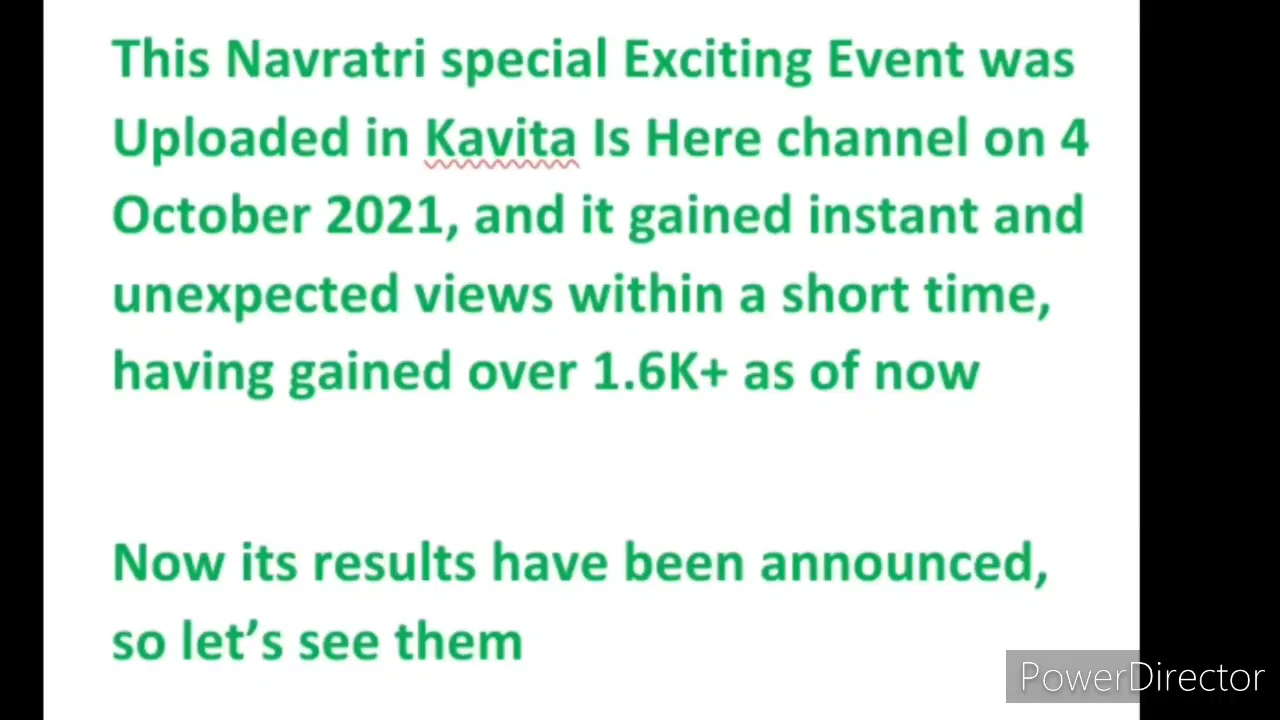 This Navratri special Exciting Event was
Uploaded in Kavita Is Here channel on 4
October 2021, and it gained instant and
unexpected views within a short time,
having gained over 1.6K+ as of now
Now its results have been announced,
so let’s see them
PowerDirector